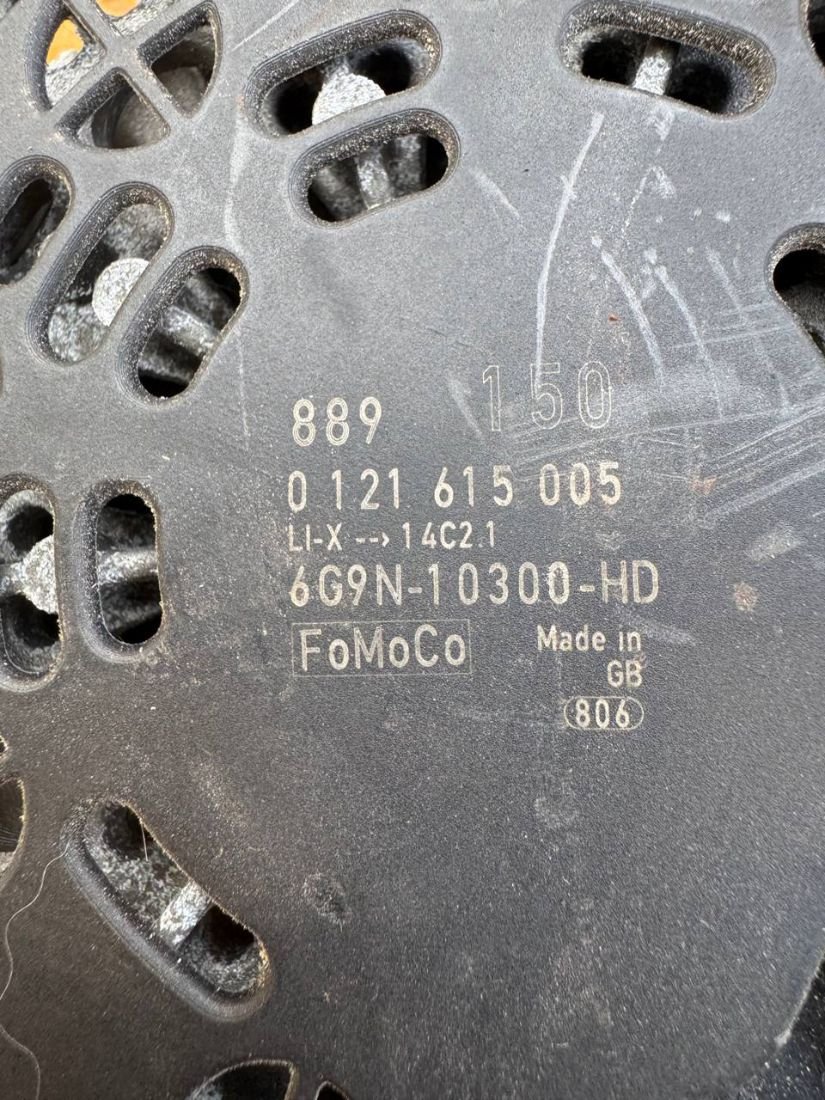 889 150
0 121 615 005
LI-X --> 14C2.1
6G9N-10300-HD
FoMoCo Made in
GB
806